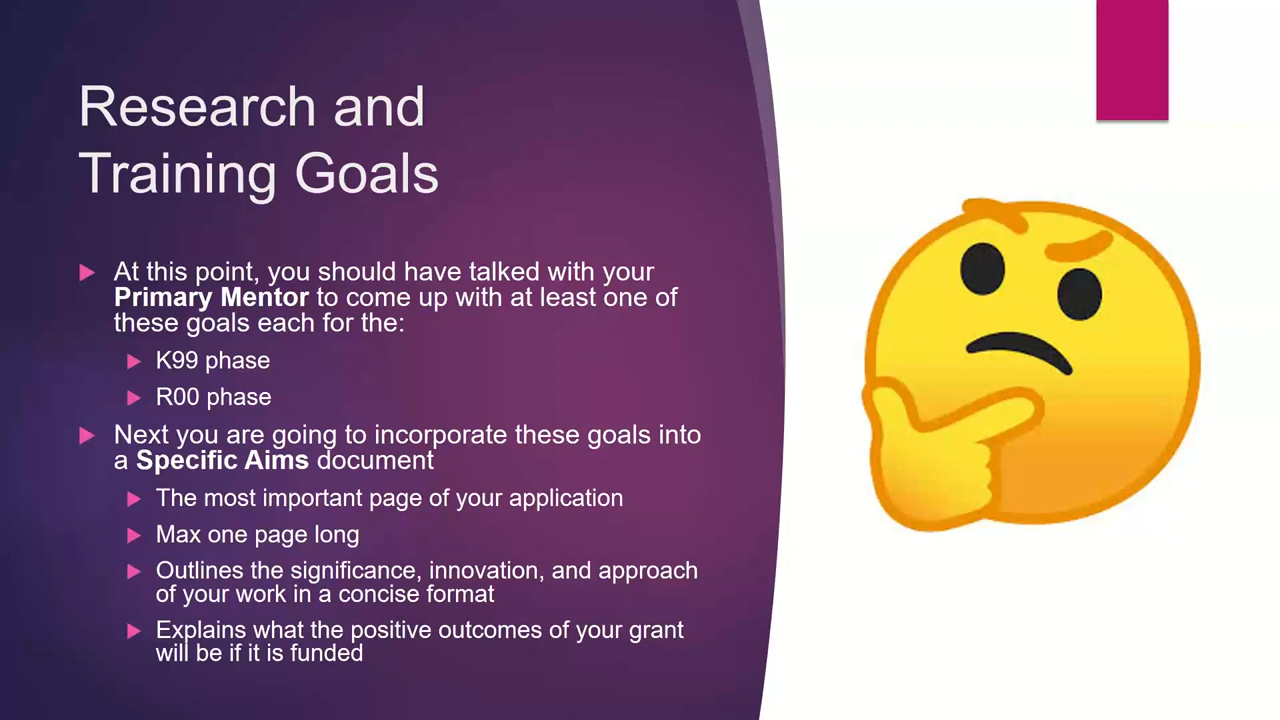 Research and
Training Goals
At this point, you should have talked with your
Primary Mentor to come up with at least one of
these goals each for the:
K99 phase
R00 phase
Next you are going to incorporate these goals into
a Specific Aims document
The most important page of your application
Max one page long
Outlines the significance, innovation, and approach
of your work in a concise format
Explains what the positive outcomes of your grant
will be if it is funded